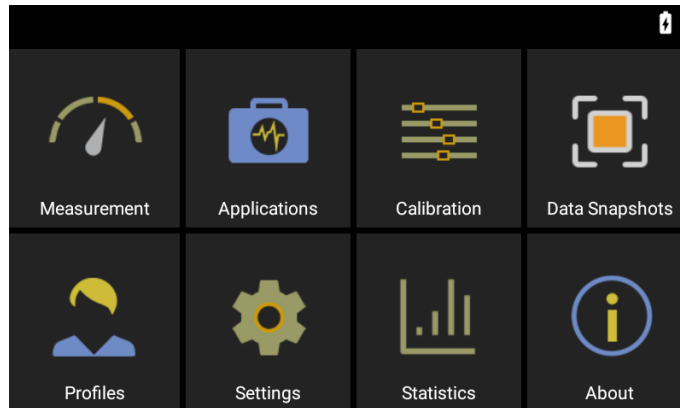 Measurement
Applications
Calibration
Data Snapshots
Profiles
Settings
Statistics
About